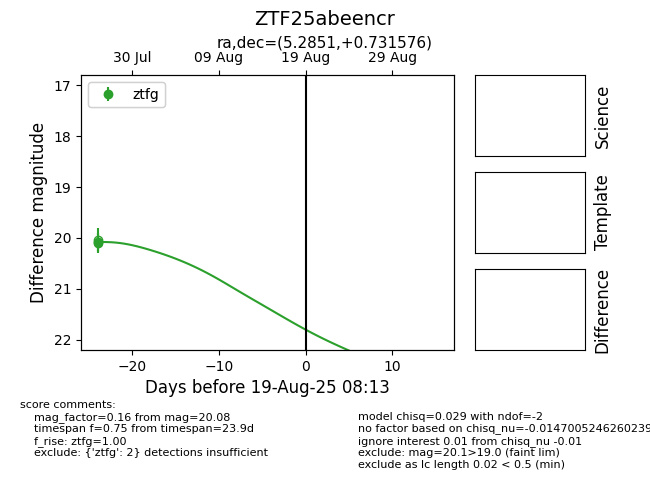 ZTF25abeencr
ra,dec=(5.2851,+0.731576)
30 Jul 09 Aug 19 Aug 29 Aug
ztfg
17
18
19
20
21
22
Difference magnitude
−20 −10 0 10
Days before 19-Aug-25 08:13
Science
Template
Difference
score comments:
mag_factor=0.16 from mag=20.08
timespan f=0.75 from timespan=23.9d
f_rise: ztfg=1.00
exclude: {'ztfg': 2} detections insufficient
model chisq=0.029 with ndof=-2
no factor based on chisq_nu=-0.0147005246260239
ignore interest 0.01 from chisq_nu -0.01
exclude: mag=20.1>19.0 (faint lim)
exclude as lc length 0.02 < 0.5 (min)